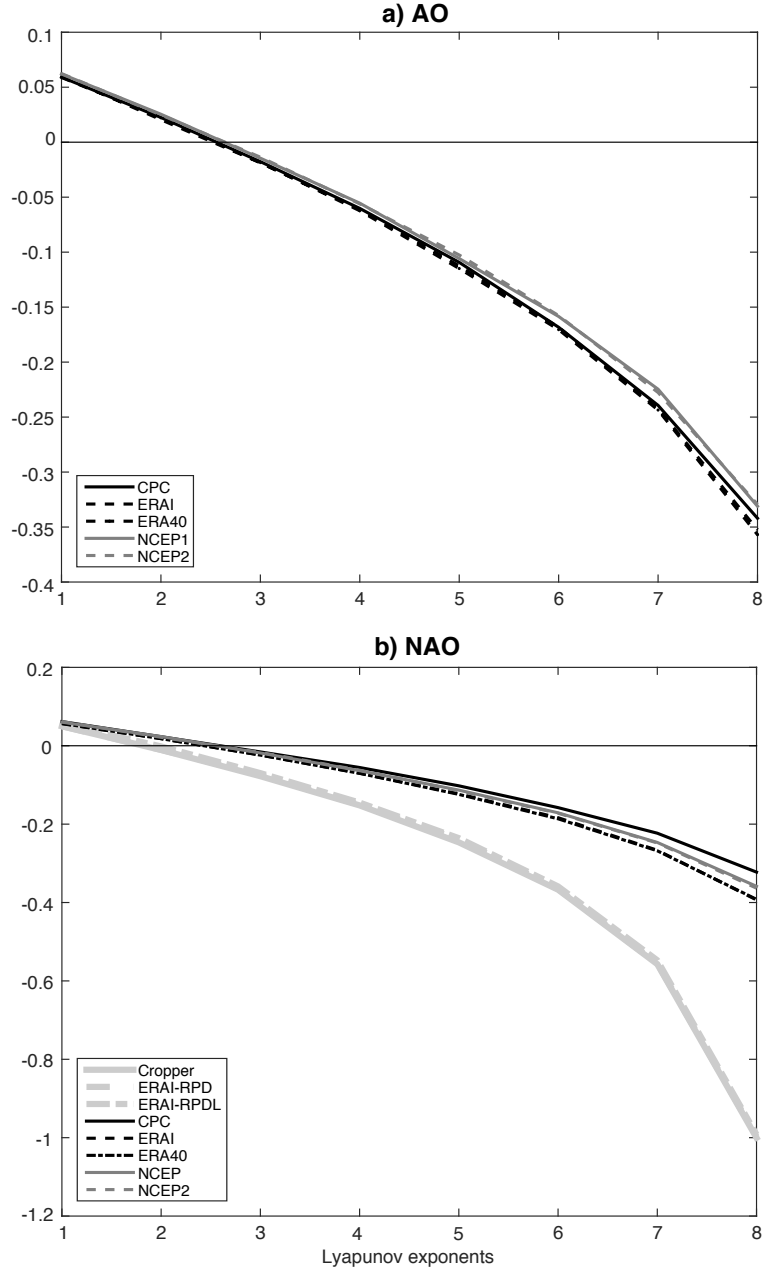 a) AO
0.1
0.05
0
-0.05
-0.1
-0.15
-0.2
-0.25
-0.3
-0.35
-0.4
CPC
ERAI
ERA40
NCEP1
NCEP2
1 2 3 4 5 6 7 8
b) NAO
0.2
0
-0.2
-0.4
-0.6
-0.8
-1
-1.2
Cropper
ERAI-RPD
ERAI-RPDL
CPC
ERAI
ERA40
NCEP
NCEP2
1 2 3 4 5 6 7 8
Lyapunov exponents